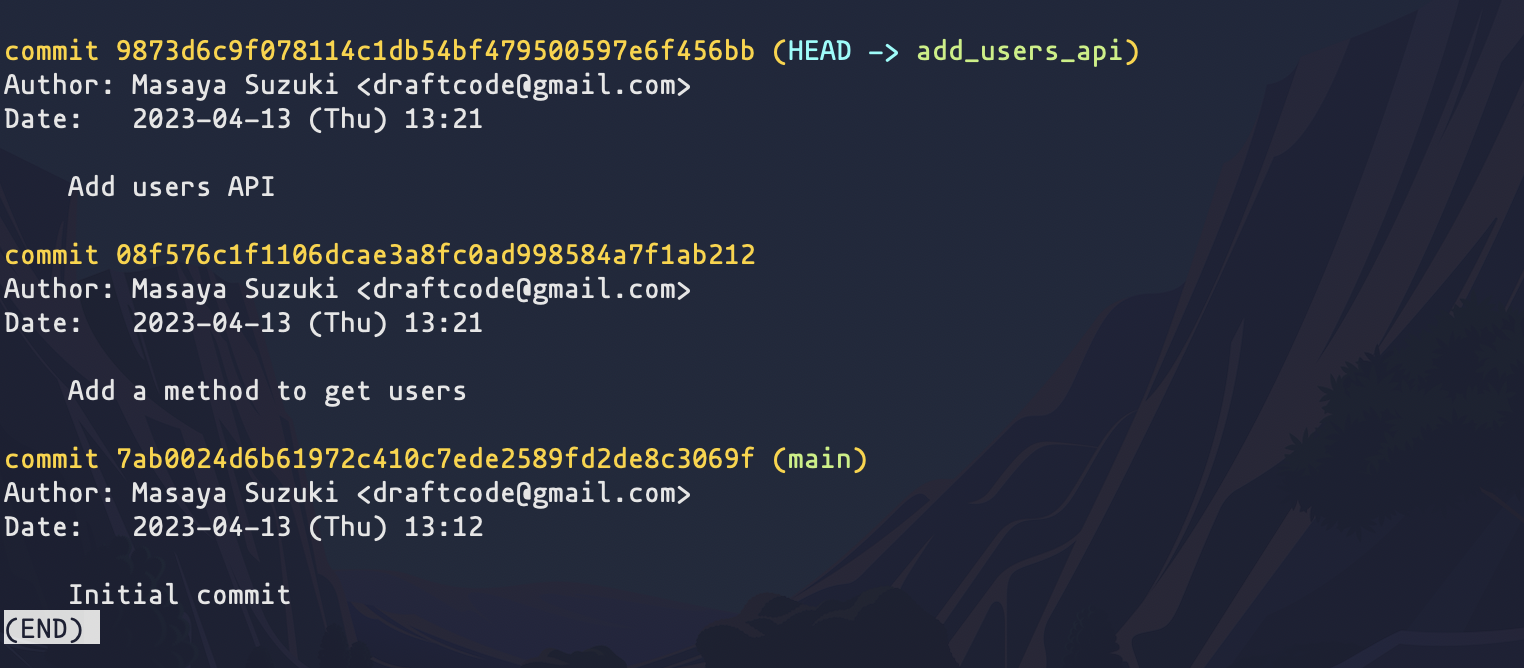 commit 9873d6c9f078114c1db54bf479500597e6f456bb (HEAD -> add_users_api)
Author: Masaya Suzuki <draftcode@gmail.com>
Date:   2023-04-13 (Thu) 13:21
    Add users API
commit 08f576c1f1106dcae3a8fc0ad998584a7f1ab212
Author: Masaya Suzuki <draftcode@gmail.com>
Date:   2023-04-13 (Thu) 13:21
    Add a method to get users
commit 7ab0024d6b61972c410c7ede2589fd2de8c3069f (main)
Author: Masaya Suzuki <draftcode@gmail.com>
Date:   2023-04-13 (Thu) 13:12
    Initial commit
(END)